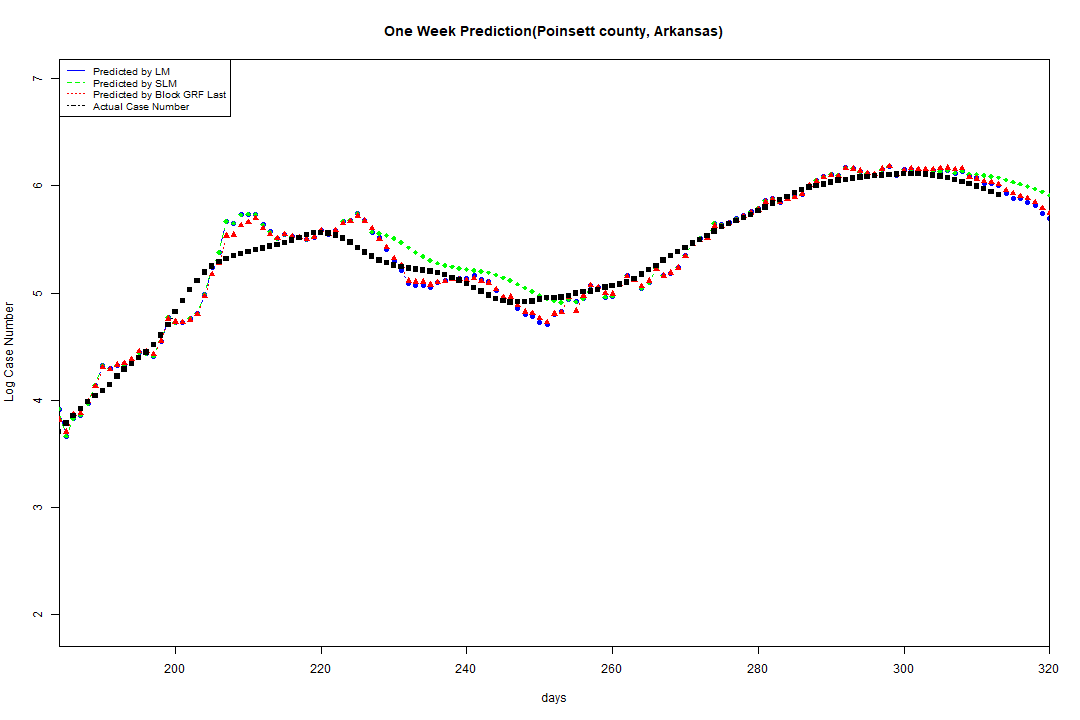 One Week Prediction(Poinsett county, Arkansas)
Predicted by LM
Predicted by SLM
Predicted by Block GRF Last
Actual Case Number
7
6
5
4
3
2
Log Case Number
200 220 240 260 280 300 320
days